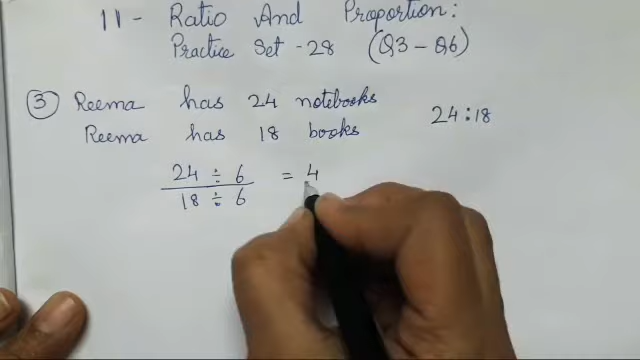 11 - Ratio And Proportion:
Practice Set - 28 (Q3 - Q6)
3 Reema has 24 notebooks
Reema has 18 books 24:18
24 ÷ 6 = 4
18 ÷ 6